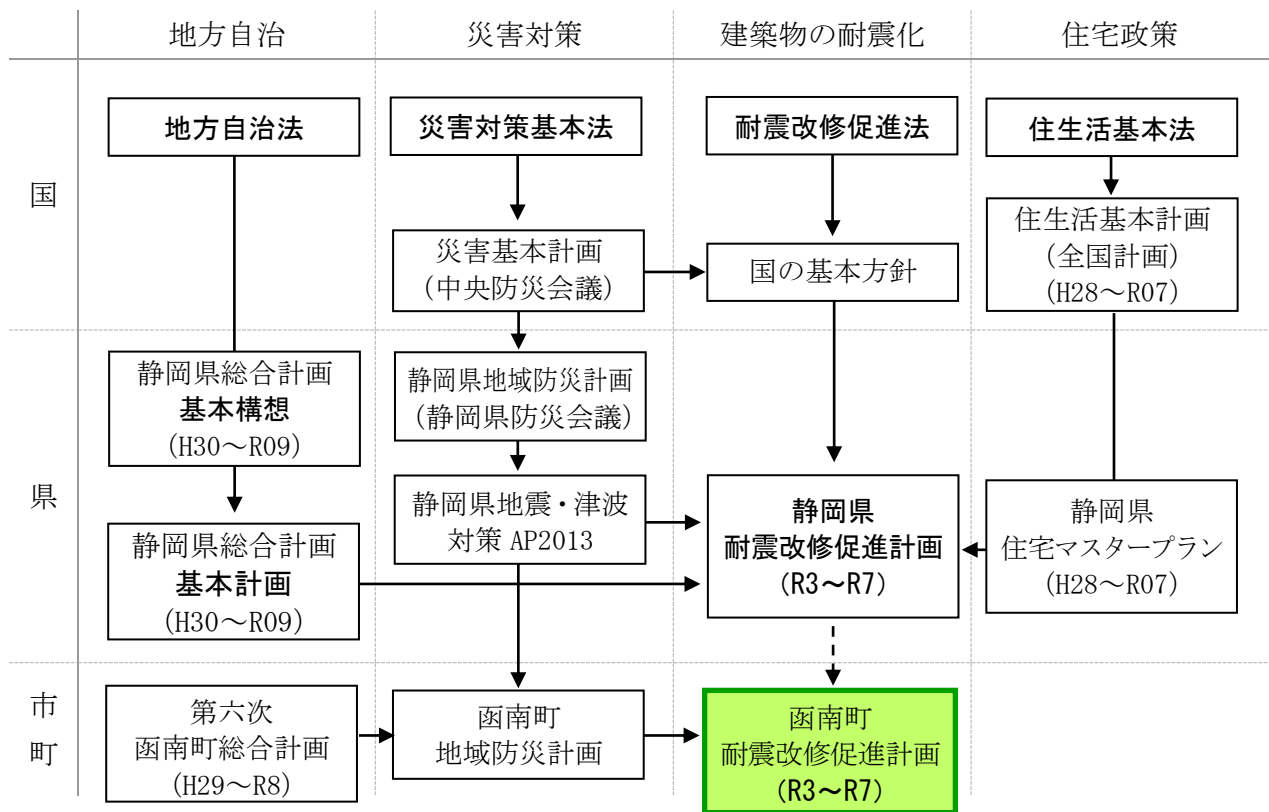 地方自治
災害対策
建築物の耐震化
住宅政策
国
地方自治法
災害対策基本法
耐震改修促進法
住生活基本法
災害基本計画
(中央防災会議)
国の基本方針
住生活基本計画
(全国計画)
(H28～R07)
県
静岡県総合計画
基本構想
(H30～R09)
静岡県地域防災計画
(静岡県防災会議)
静岡県総合計画
基本計画
(H30～R09)
静岡県地震・津波
対策 AP2013
静岡県
耐震改修促進計画
(R3～R7)
静岡県
住宅マスタープラン
(H28～R07)
市
町
第六次
函南町総合計画
(H29～R8)
函南町
地域防災計画
函南町
耐震改修促進計画
(R3～R7)